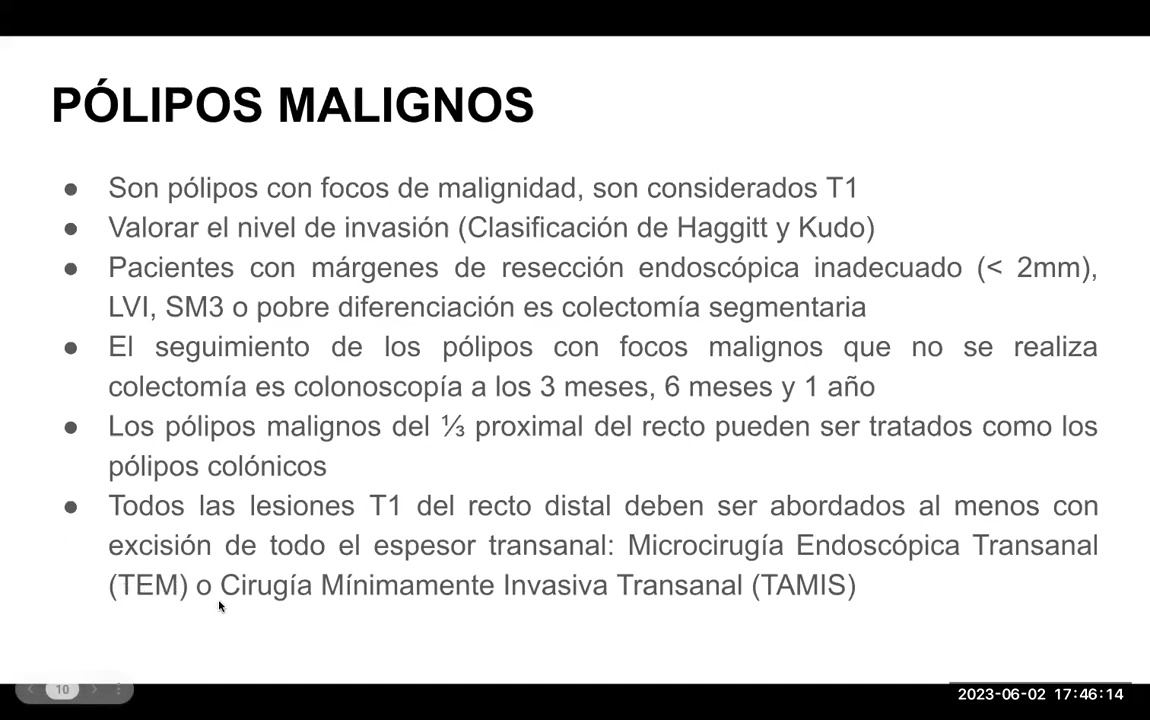 PÓLIPOS MALIGNOS
● Son pólipos con focos de malignidad, son considerados T1
● Valorar el nivel de invasión (Clasificación de Haggitt y Kudo)
● Pacientes con márgenes de resección endoscópica inadecuado (< 2mm),
LVI, SM3 o pobre diferenciación es colectomía segmentaria
● El seguimiento de los pólipos con focos malignos que no se realiza
colectomía es colonoscopía a los 3 meses, 6 meses y 1 año
● Los pólipos malignos del ⅓ proximal del recto pueden ser tratados como los
pólipos colónicos
● Todos las lesiones T1 del recto distal deben ser abordados al menos con
excisión de todo el espesor transanal: Microcirugía Endoscópica Transanal
(TEM) o Cirugía Mínimamente Invasiva Transanal (TAMIS)
10
2023-06-02 17:46:14